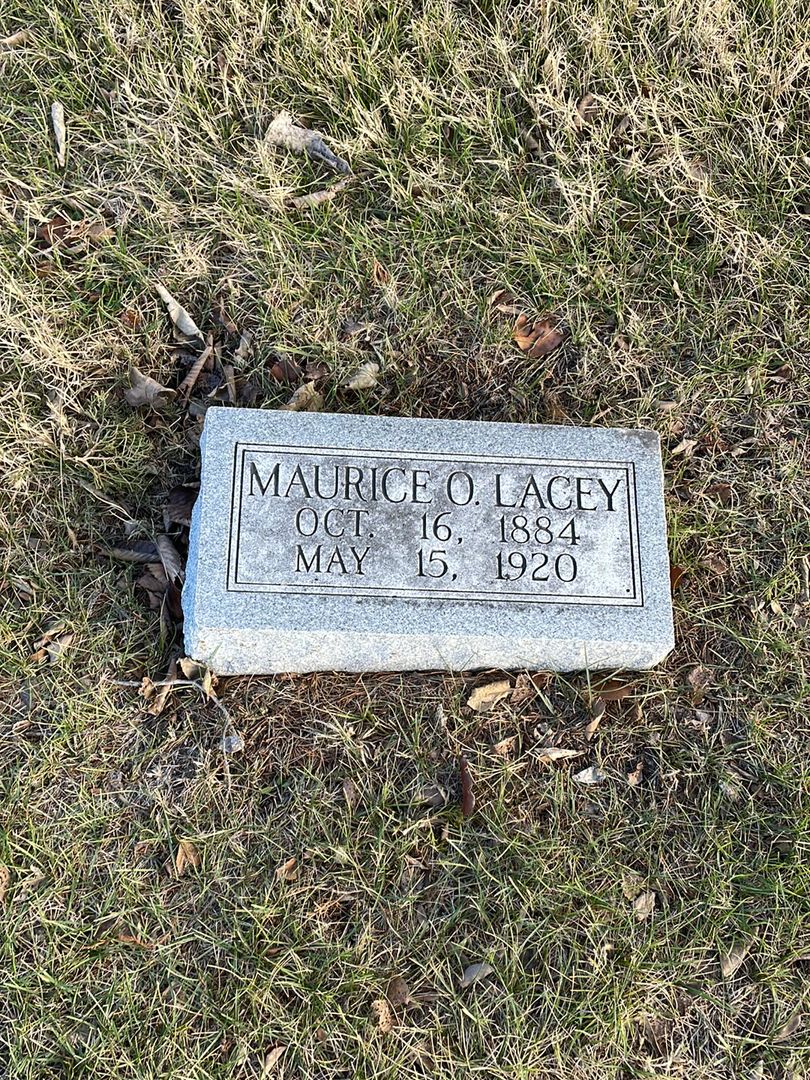 MAURICE O. LACEY
OCT. 16, 1884
MAY 15, 1920